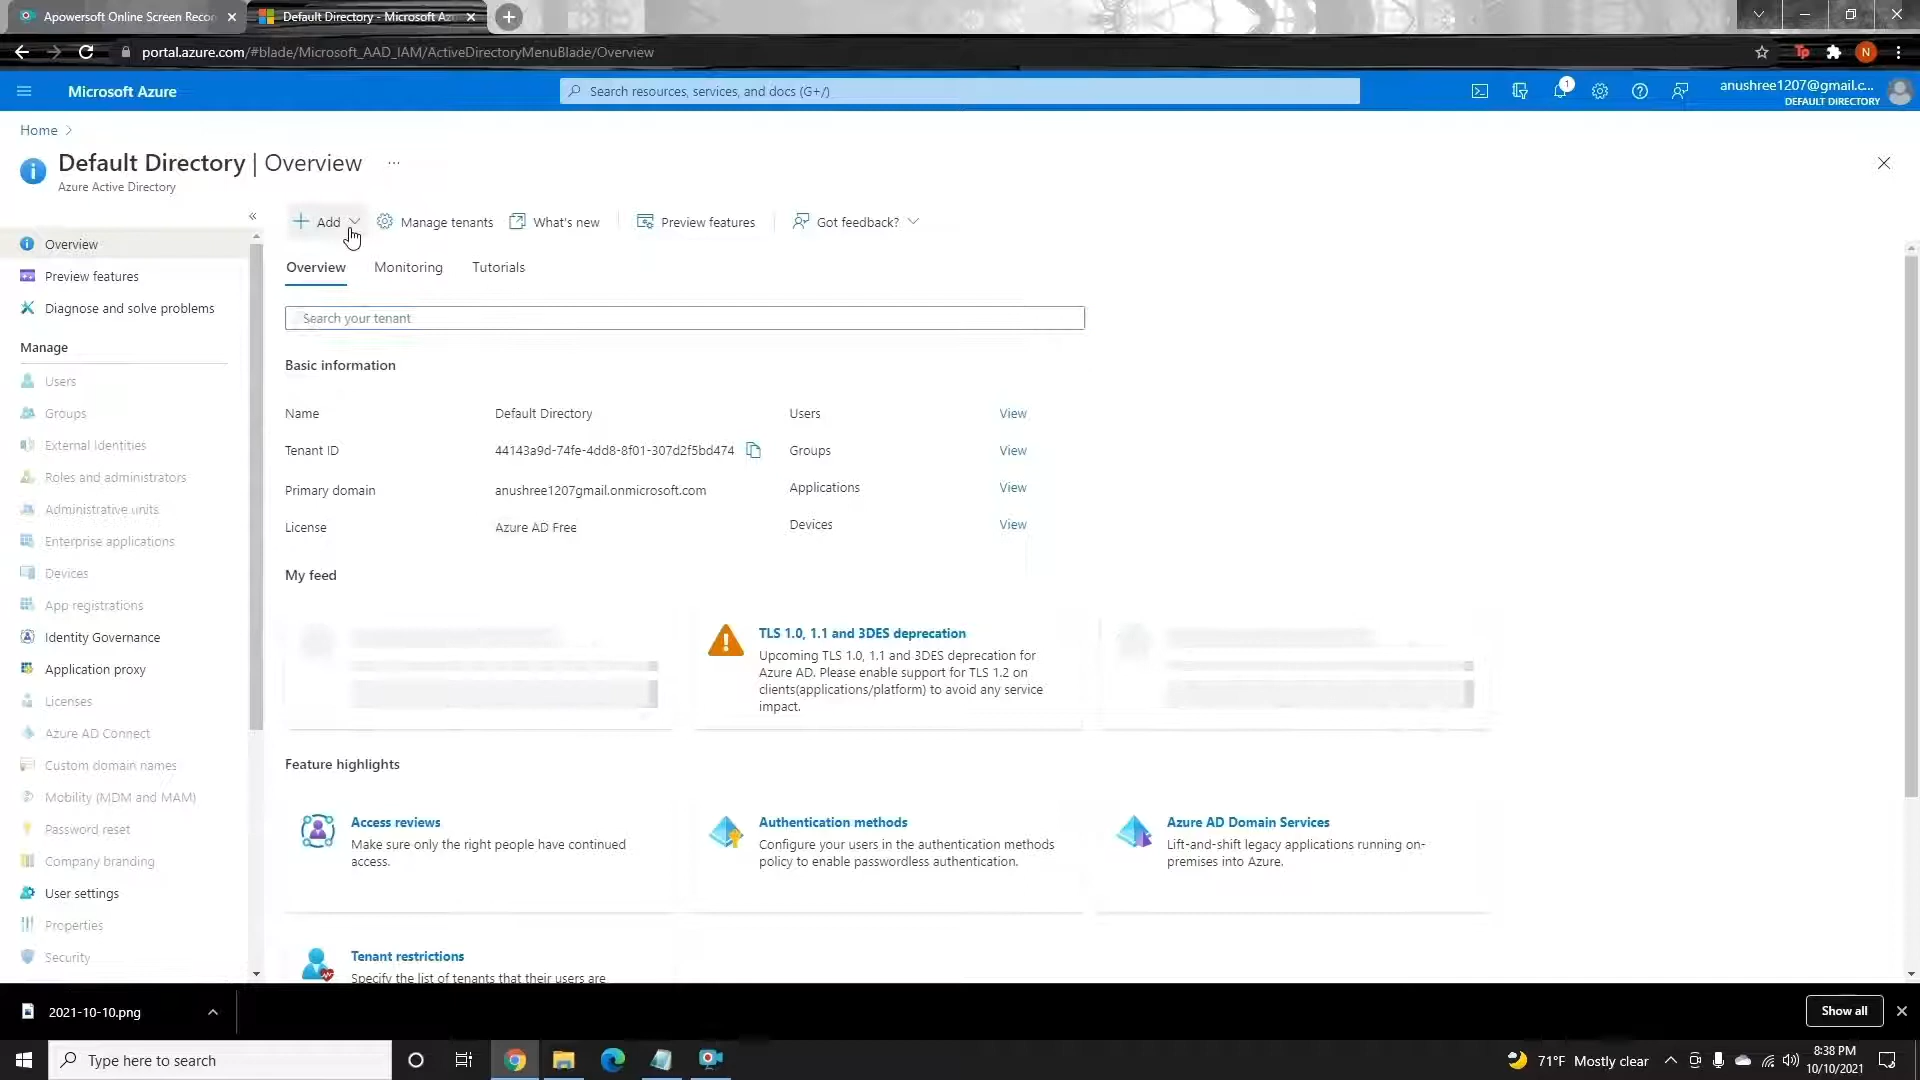 Apowersoft Online Screen Recor
Default Directory - Microsoft Az
portal.azure.com/#blade/Microsoft_AAD_IAM/ActiveDirectoryMenuBlade/Overview
Tp
N
Microsoft Azure
Search resources, services, and docs (G+/)
1
anushree1207@gmail.c...
DEFAULT DIRECTORY
Home
Default Directory | Overview
...
Azure Active Directory
Add
Manage tenants
What's new
Preview features
Got feedback?
Overview
Monitoring
Tutorials
Search your tenant
Overview
Preview features
Diagnose and solve problems
Manage
Users
Groups
External Identities
Roles and administrators
Administrative units
Enterprise applications
Devices
App registrations
Identity Governance
Application proxy
Licenses
Azure AD Connect
Custom domain names
Mobility (MDM and MAM)
Password reset
Company branding
User settings
Properties
Security
Basic information
Name
Default Directory
Users
View
Tenant ID
44143a9d-74fe-4dd8-8f01-307d2f5bd474
Groups
View
Primary domain
anushree1207gmail.onmicrosoft.com
Applications
View
License
Azure AD Free
Devices
View
My feed
TLS 1.0, 1.1 and 3DES deprecation
Upcoming TLS 1.0, 1.1 and 3DES deprecation for
Azure AD. Please enable support for TLS 1.2 on
clients(applications/platform) to avoid any service
impact.
Feature highlights
Access reviews
Make sure only the right people have continued
access.
Authentication methods
Configure your users in the authentication methods
policy to enable passwordless authentication.
Azure AD Domain Services
Lift-and-shift legacy applications running on-
premises into Azure.
Tenant restrictions
Specify the list of tenants that their users are
2021-10-10.png
Show all
Type here to search
71°F Mostly clear
8:38 PM
10/10/2021